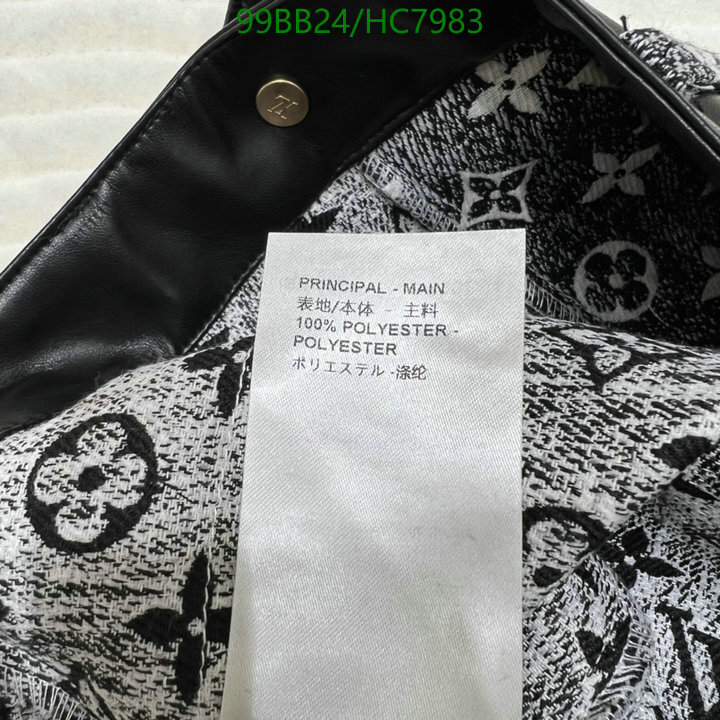 99BB24/HC7983
PRINCIPAL - MAIN
表地/本体 - 主料
100% POLYESTER -
POLYESTER
ポリエステル -涤纶